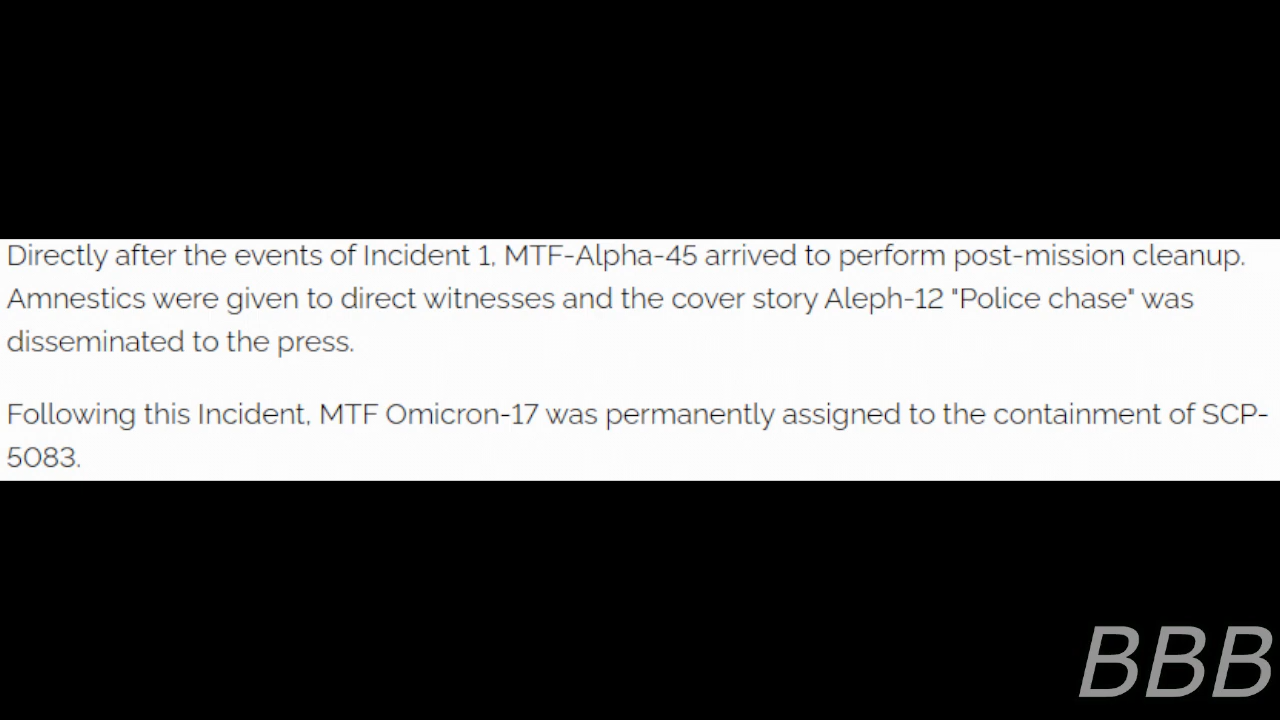 Directly after the events of Incident 1, MTF-Alpha-45 arrived to perform post-mission cleanup.
Amnestics were given to direct witnesses and the cover story Aleph-12 "Police chase" was
disseminated to the press.
Following this Incident, MTF Omicron-17 was permanently assigned to the containment of SCP-
5083.
BBB